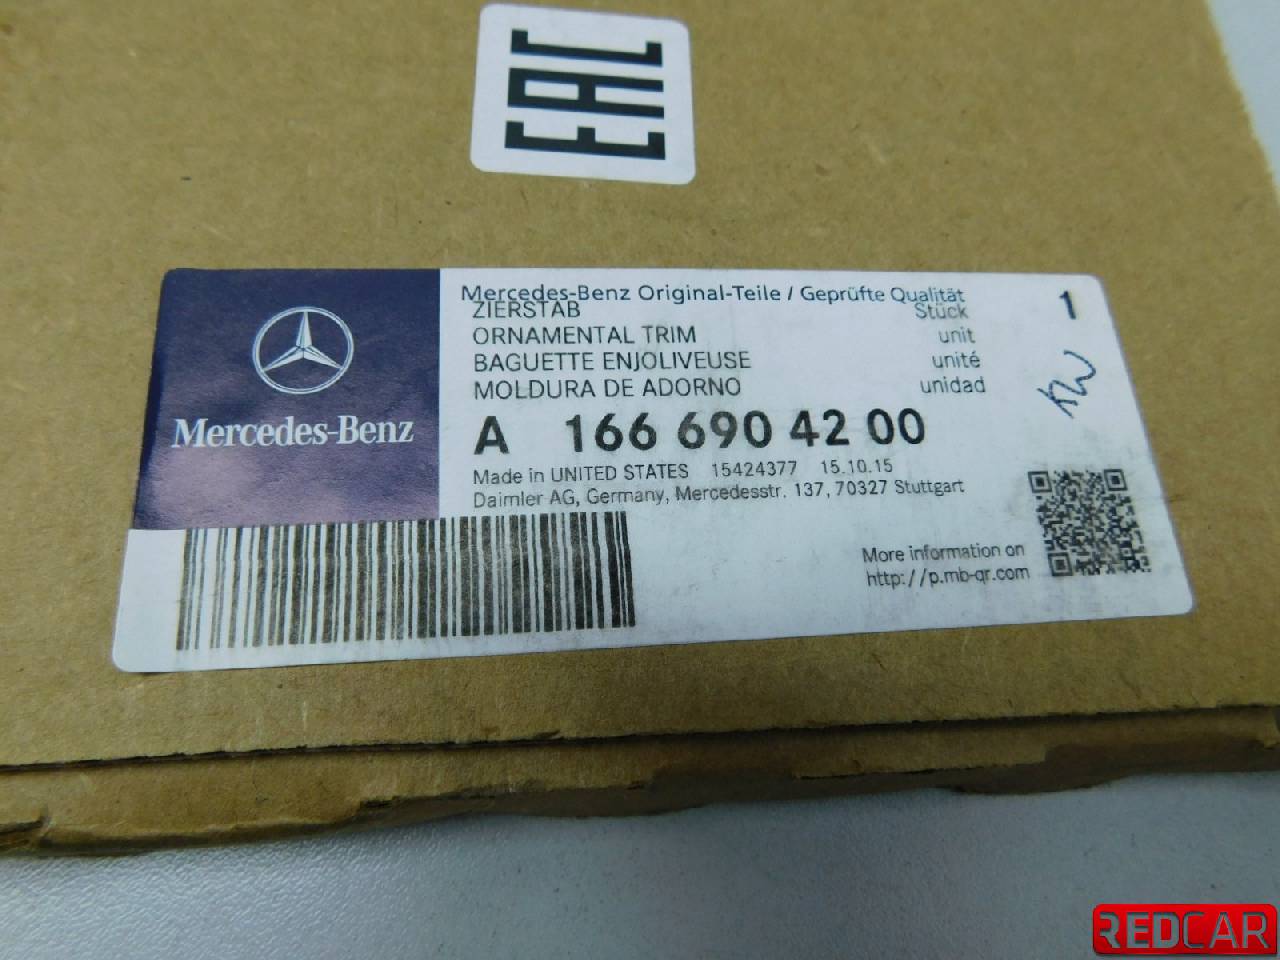 EAC
Mercedes-Benz Original-Teile / Geprüfte Qualität
ZIERSTAB Stück 1
ORNAMENTAL TRIM unit
BAGUETTE ENJOLIVEUSE unité
MOLDURA DE ADORNO unidad
KW
Mercedes-Benz
A 166 690 42 00
Made in UNITED STATES 15424377 15.10.15
Daimler AG, Germany, Mercedesstr. 137, 70327 Stuttgart
More information on
http://p.mb-qr.com
REDCAR